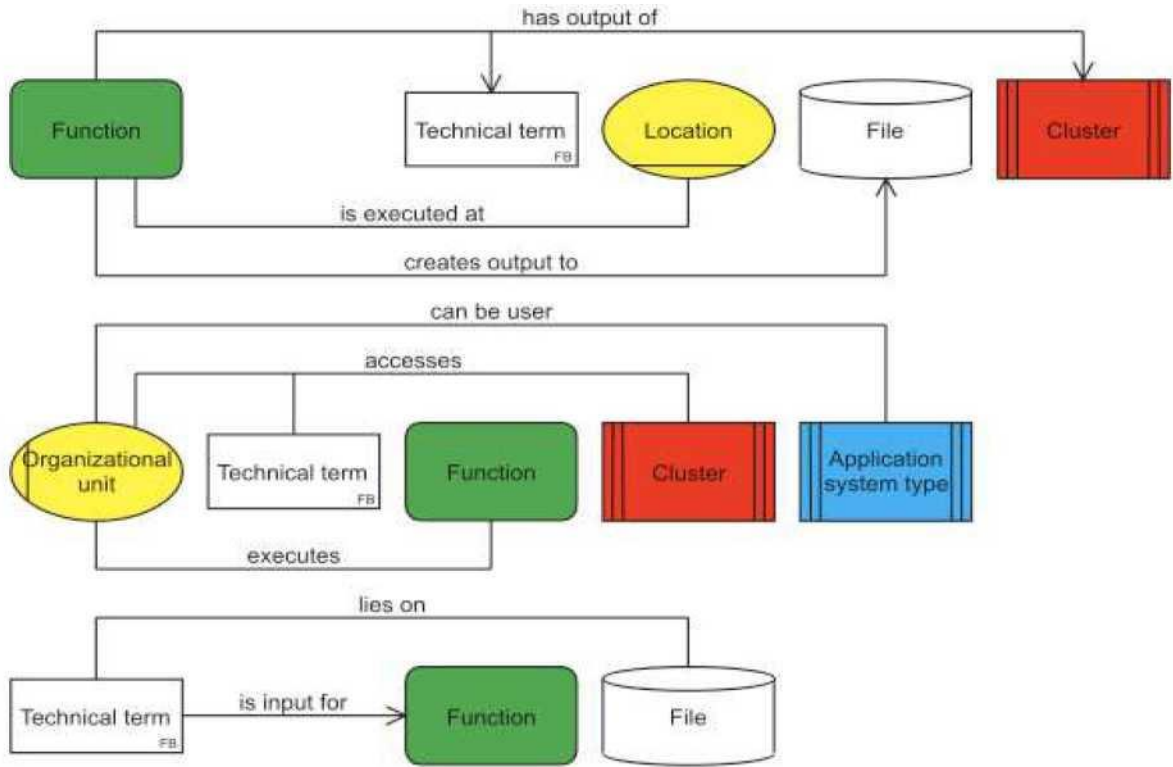 has output of
Function
Technical term
FB
Location
File
Cluster
is executed at
creates output to
can be user
accesses
Organizational
unit
Technical term
FB
Function
Cluster
Application
system type
executes
lies on
Technical term
FB
is input for
Function
File